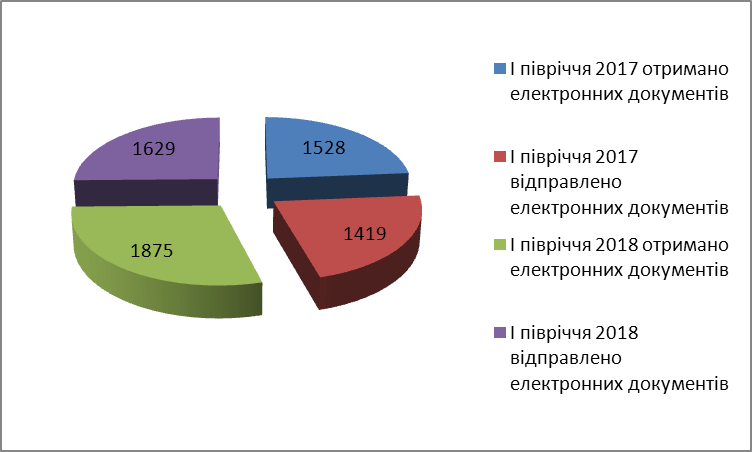 1629
1528
1875
1419
І півріччя 2017 отримано
електронних документів
І півріччя 2017
відправлено
електронних документів
І півріччя 2018 отримано
електронних документів
І півріччя 2018
відправлено
електронних документів